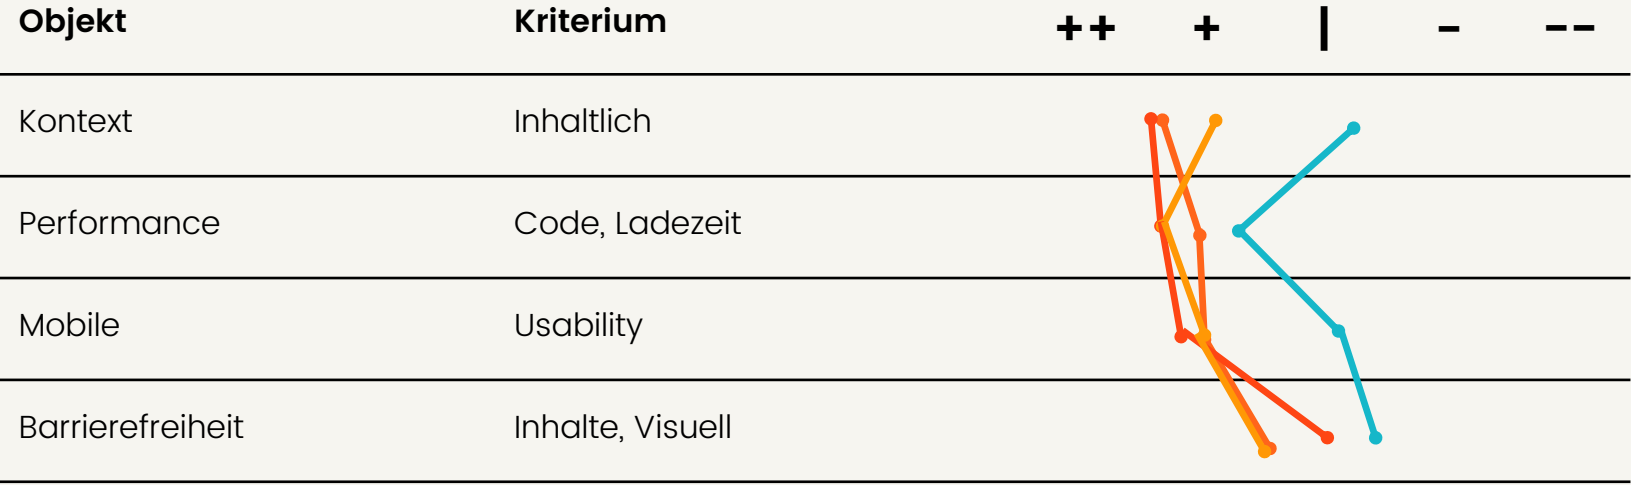 Objekt Kriterium ++ + | - --
Kontext Inhaltlich
Performance Code, Ladezeit
Mobile Usability
Barrierefreiheit Inhalte, Visuell